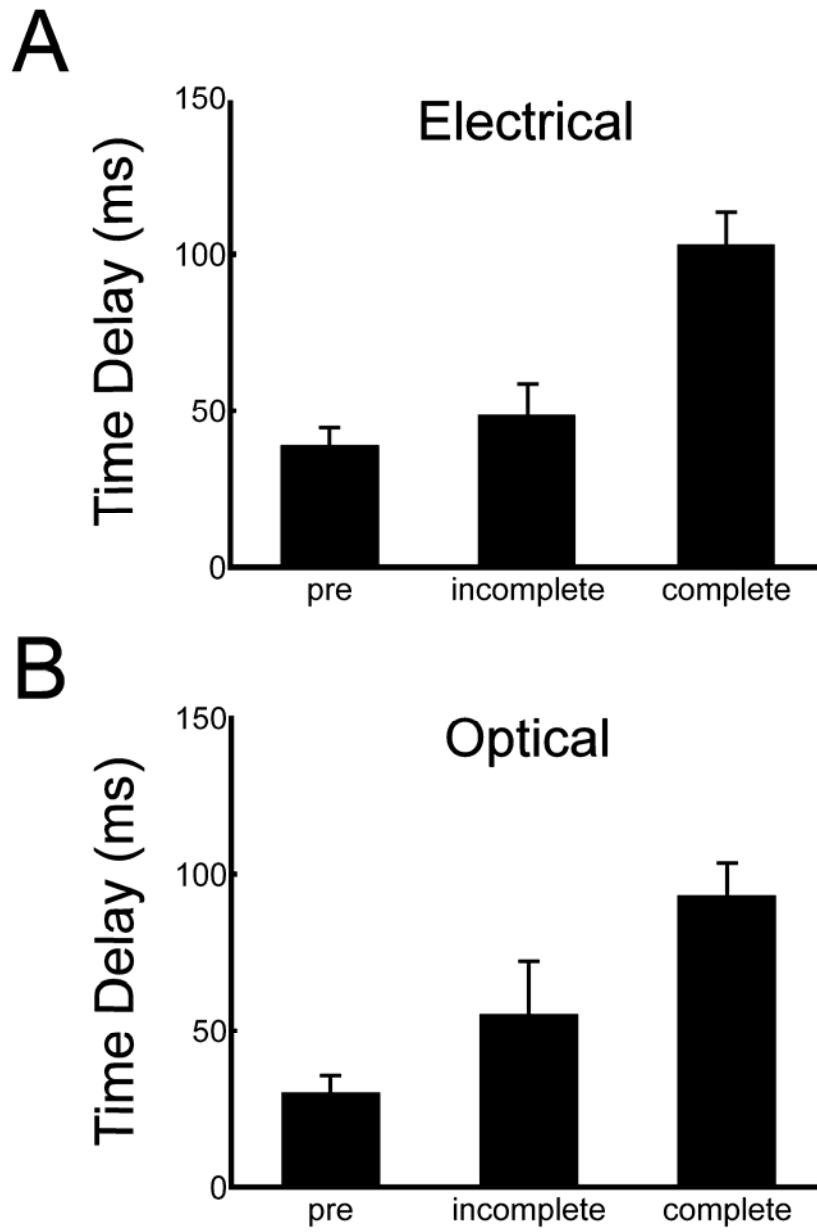 A
Electrical
Time Delay (ms)
150
100
50
0
pre incomplete complete
B
Optical
Time Delay (ms)
150
100
50
0
pre incomplete complete